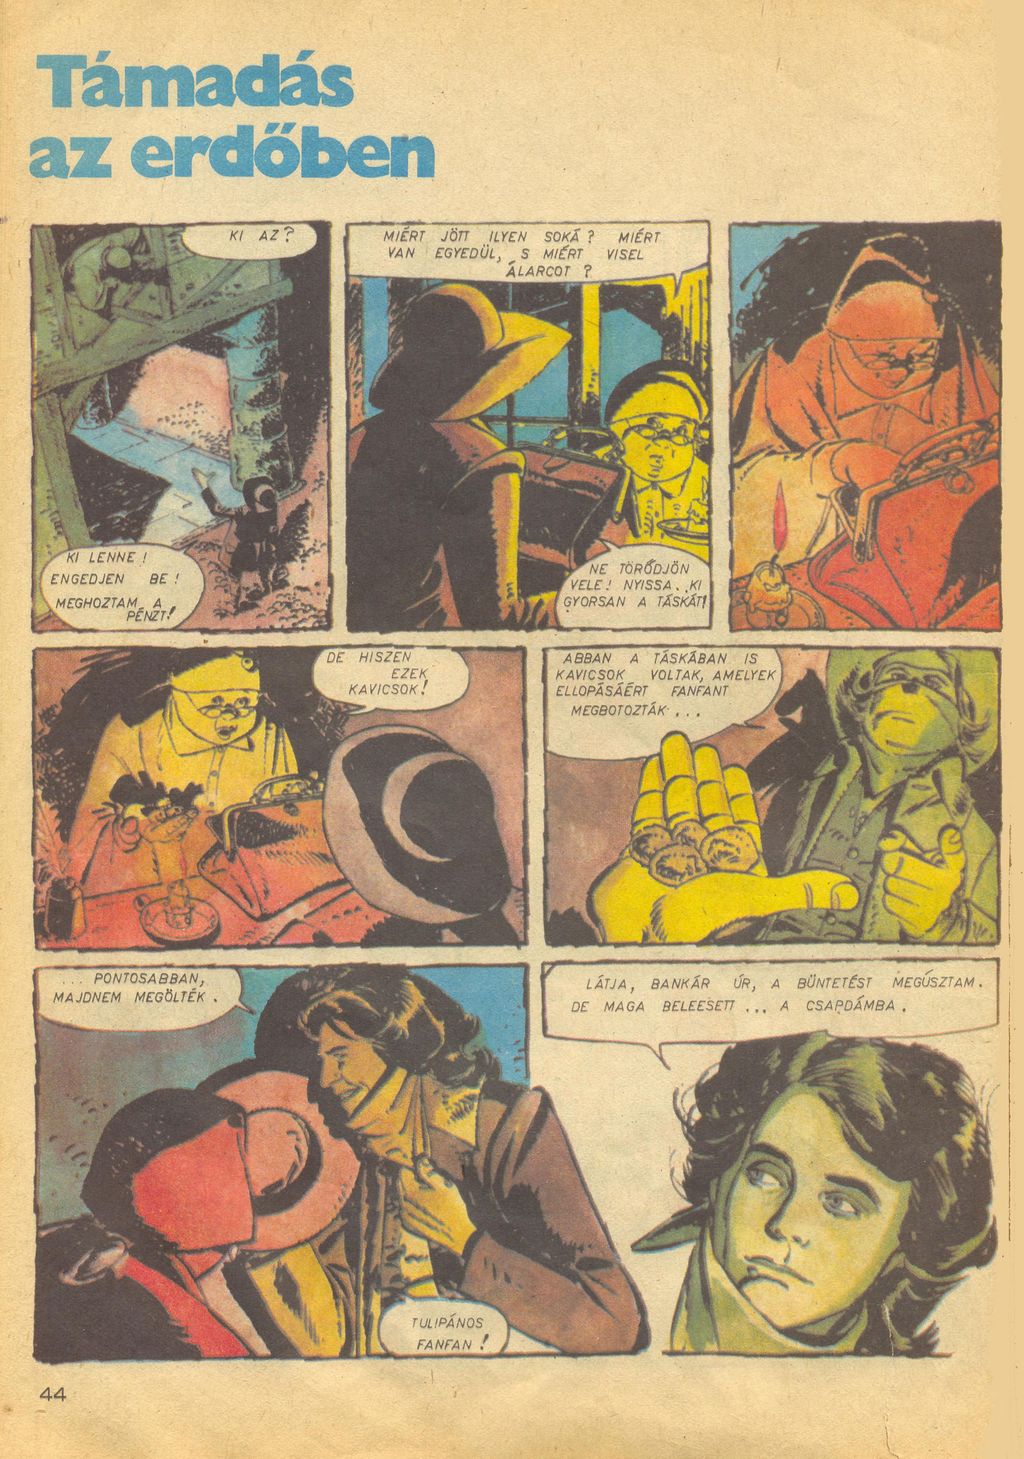 Támadás
az erdőben
KI AZ?
KI LENNE!
ENGEDJEN BE!
MEGHOZTAM A
PÉNZT!
MIÉRT JÖTT ILYEN SOKÁ? MIÉRT
VAN EGYEDÜL, S MIÉRT VISEL
ÁLARCOT?
NE TÖRŐDJÖN
VELE! NYISSA..KI
GYORSAN A TÁSKÁT!
DE HISZEN
EZEK
KAVICSOK!
ABBAN A TÁSKÁBAN IS
KAVICSOK VOLTAK, AMELYEK
ELLOPÁSÁÉRT FANFANT
MEGBOTOZTÁK...
... PONTOSABBAN,
MAJDNEM MEGÖLTÉK.
TULIPÁNOS
FANFAN!
LÁTJA, BANKÁR ÚR, A BÜNTETÉST MEGÚSZTAM.
DE MAGA BELEESETT ... A CSAPDÁMBA.
44